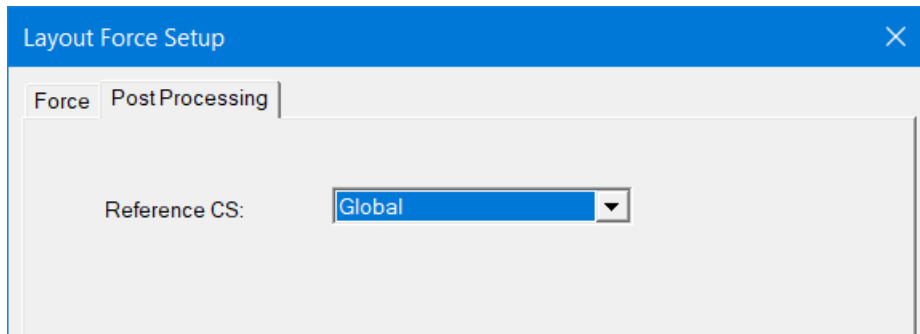 Layout Force Setup
Force Post Processing
Reference CS: Global